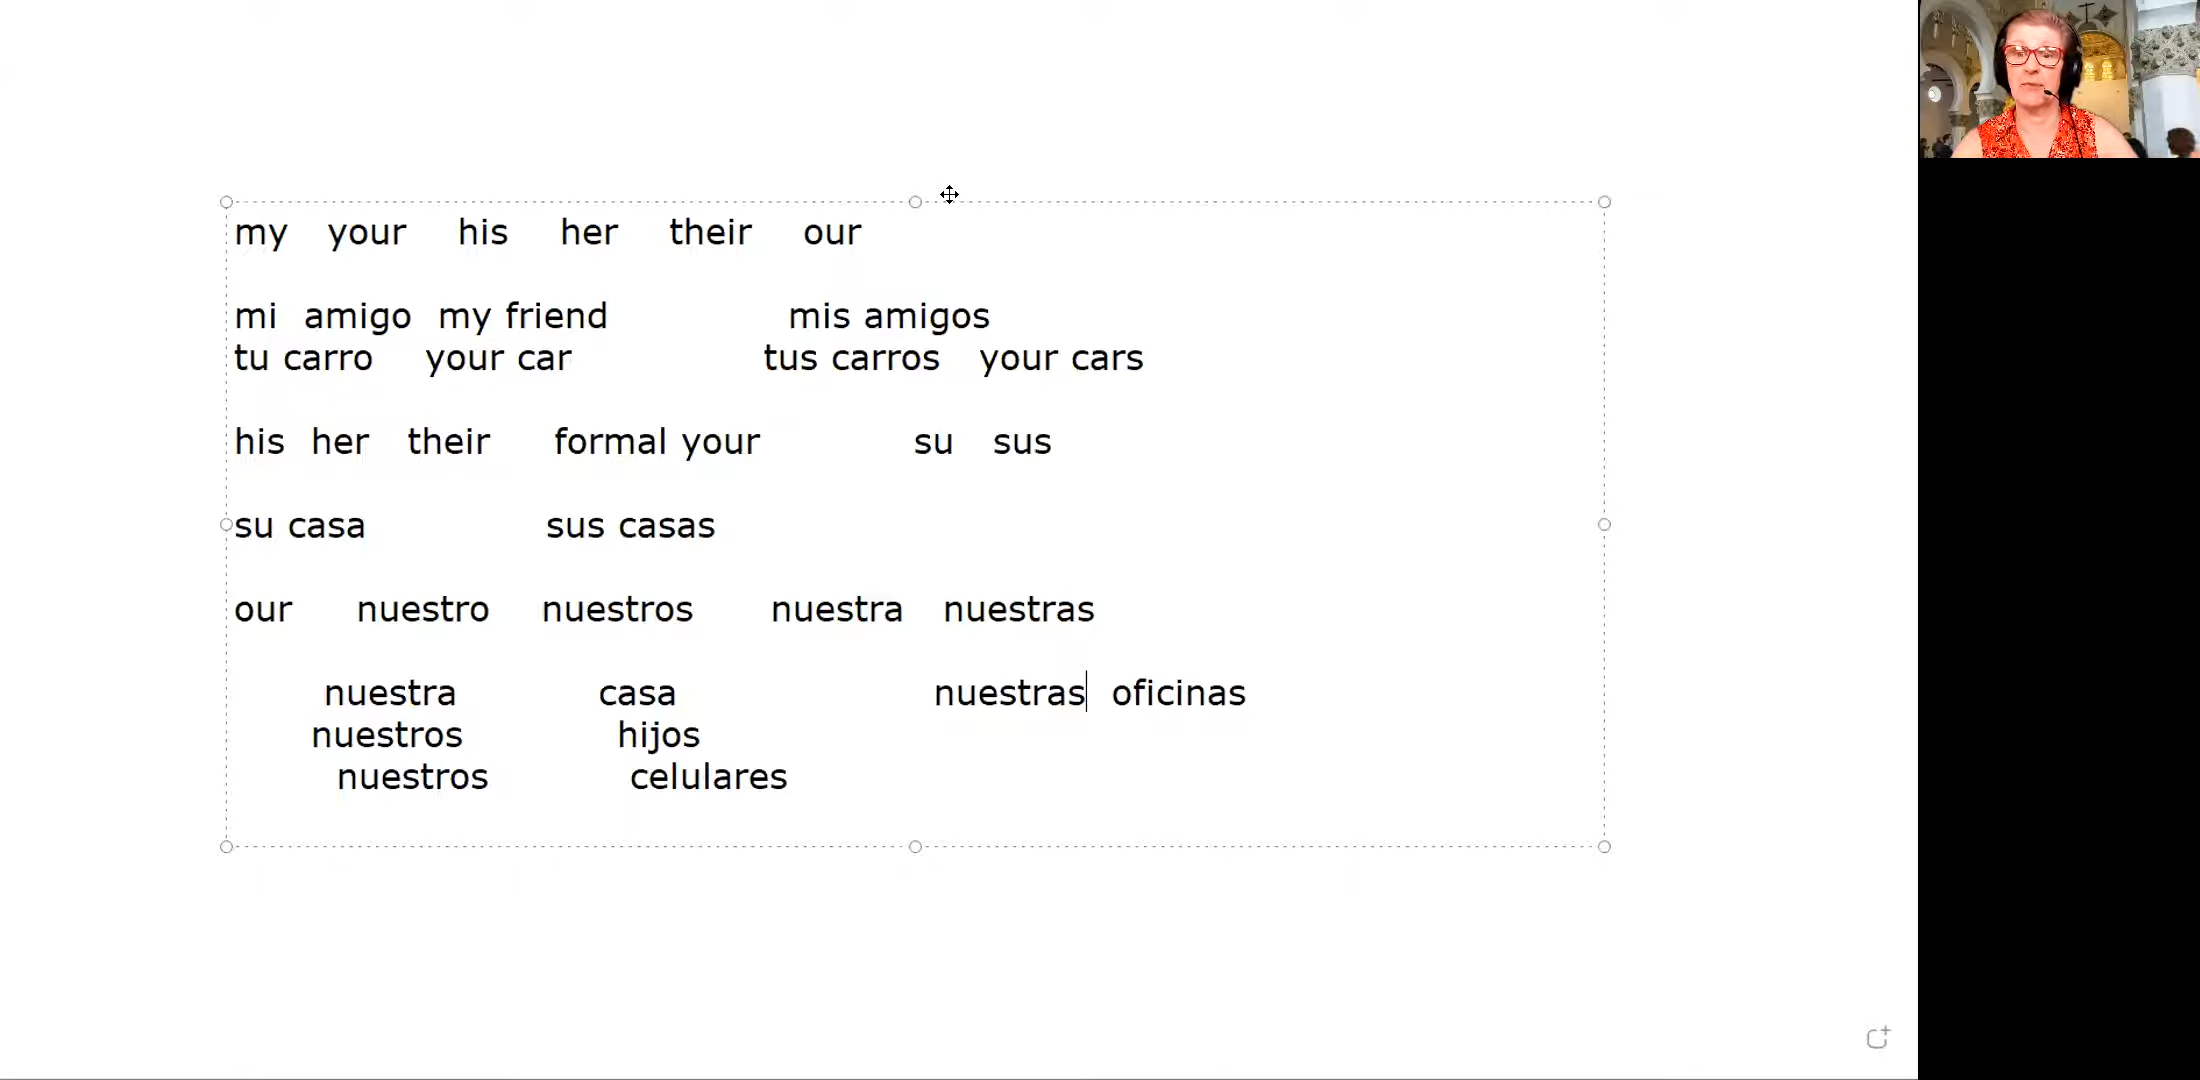 my your his her their our
mi amigo my friend mis amigos
tu carro your car tus carros your cars
his her their formal your su sus
su casa sus casas
our nuestro nuestros nuestra nuestras
nuestra casa nuestras oficinas
nuestros hijos
nuestros celulares